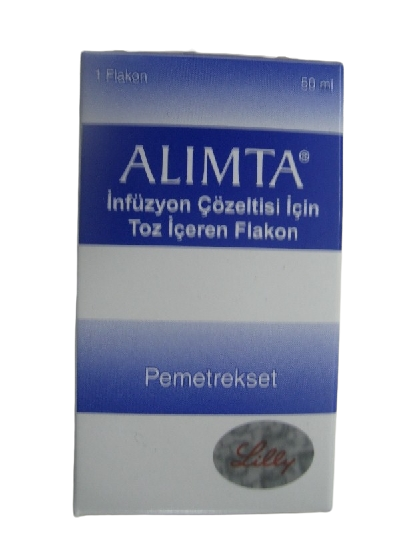 1 Flakon 50 ml
ALIMTA®
İnfüzyon Çözeltisi İçin
Toz İçeren Flakon
Pemetrekset
Lilly